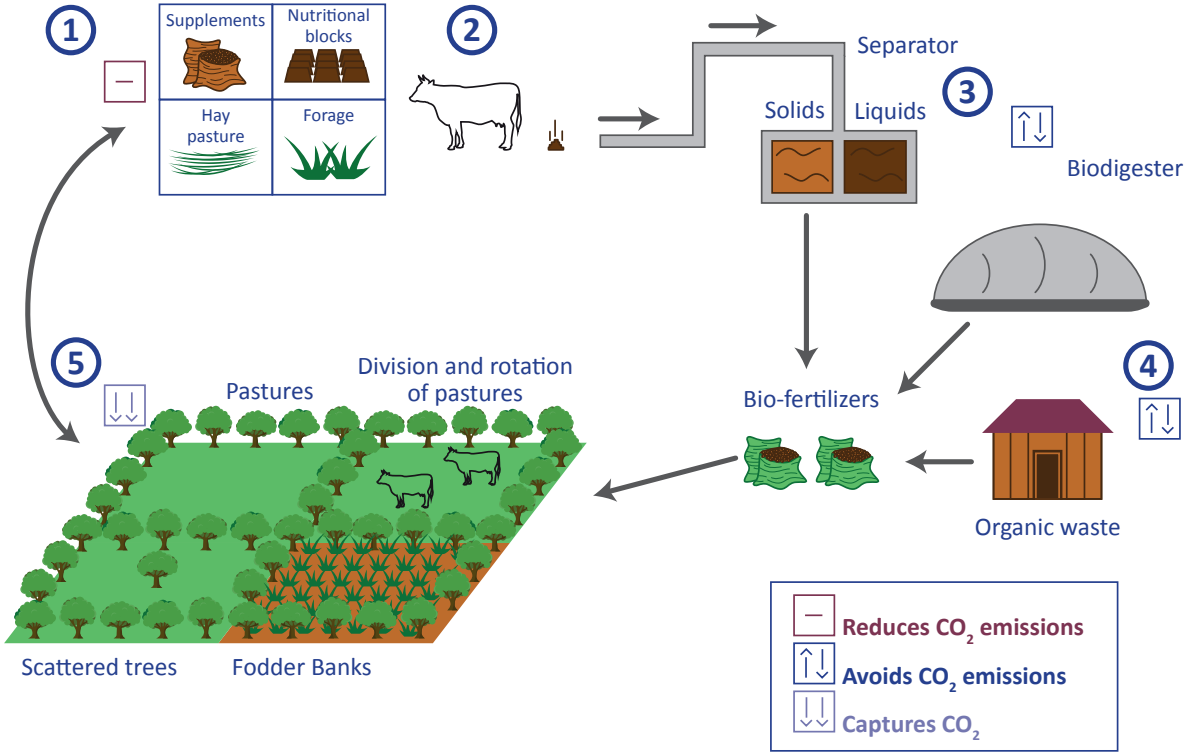 1
Supplements
Nutritional
blocks
Hay
pasture
Forage
2
Separator
3
Solids
Liquids
Biodigester
5
Pastures
Division and rotation
of pastures
4
Bio-fertilizers
Organic waste
Scattered trees
Fodder Banks
Reduces CO₂ emissions
Avoids CO₂ emissions
Captures CO₂